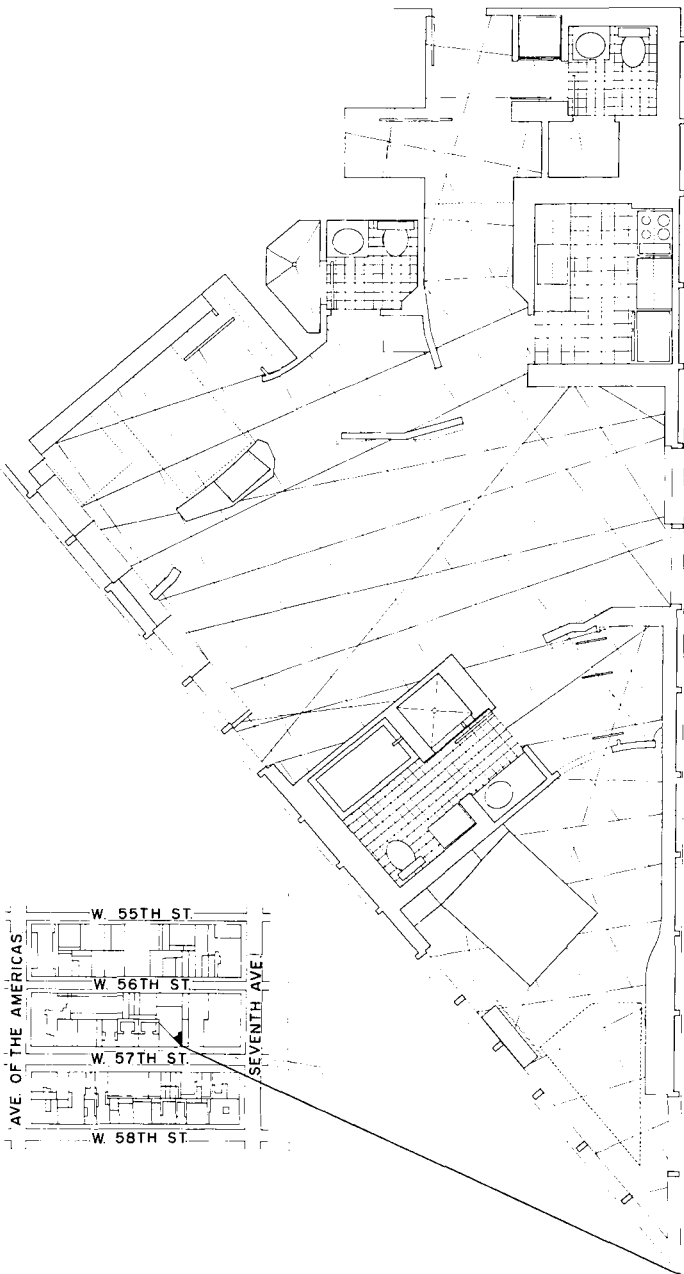 W. 55TH ST.
AVE. OF THE AMERICAS
W. 56TH ST.
SEVENTH AVE.
W. 57TH ST.
W. 58TH ST.